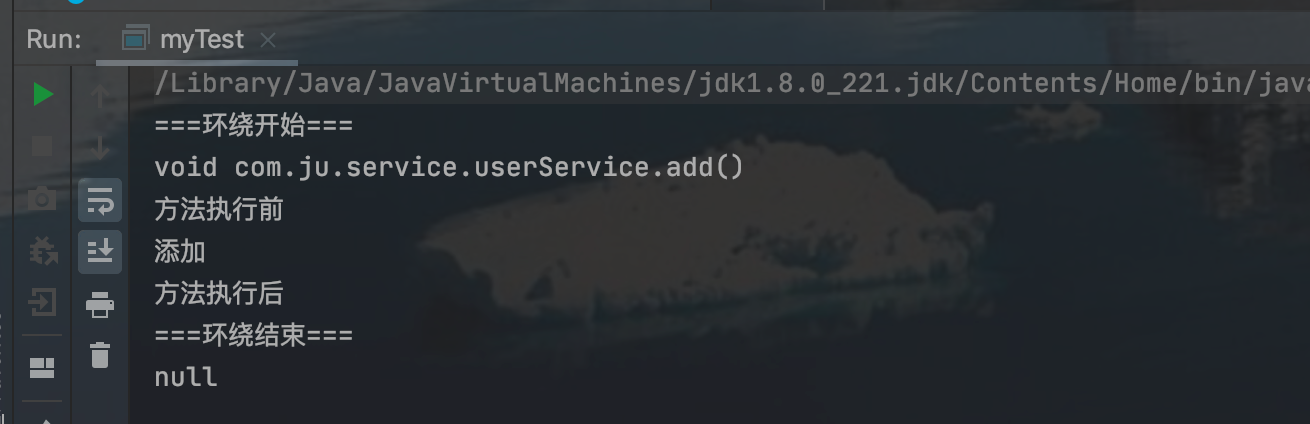 Run: myTest
/Library/Java/JavaVirtualMachines/jdk1.8.0_221.jdk/Contents/Home/bin/java
===环绕开始===
void com.ju.service.userService.add()
方法执行前
添加
方法执行后
===环绕结束===
null